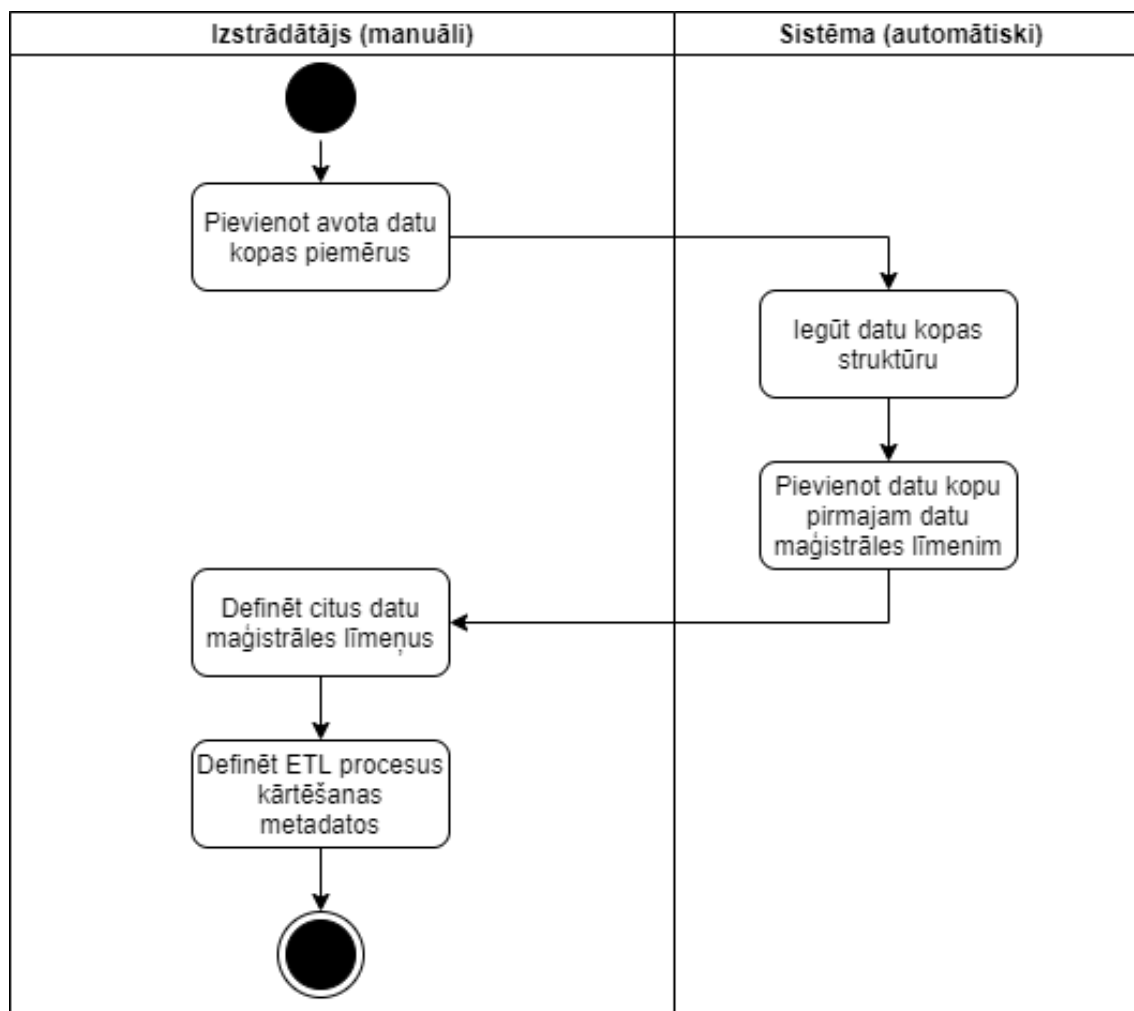 Izstrādātājs (manuāli)
Sistēma (automātiski)
Pievienot avota datu
kopas piemērus
Iegūt datu kopas
struktūru
Pievienot datu kopu
pirmajam datu
maģistrāles līmenim
Definēt citus datu
maģistrāles līmeņus
Definēt ETL procesus
kārtēšanas
metadatos